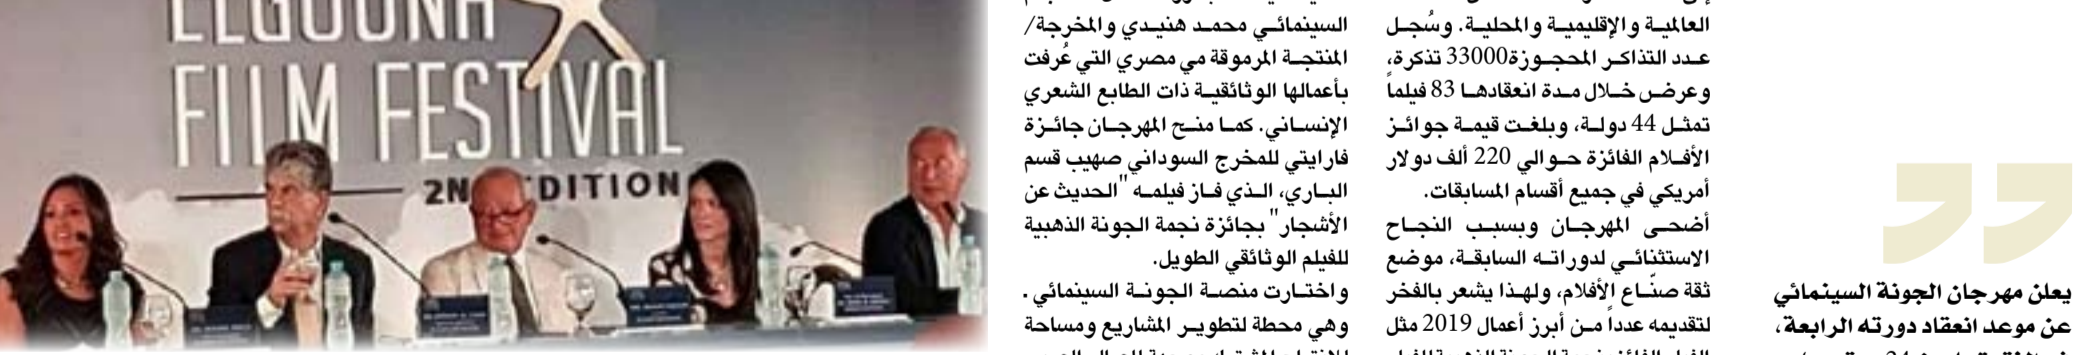 ELGOUNA
FILM FESTIVAL
2ND EDITION
يعلن مهرجان الجونة السينمائي
عن موعد انعقاد دورته الرابعة،
العالمية والإقليمية والمحلية. وسُجل
عدد التذاكر المحجوزة33000 تذكرة،
وعرض خلال مدة انعقادها 83 فيلماً
تمثل 44 دولة، وبلغت قيمة جوائز
الأفلام الفائزة حوالي 220 ألف دولار
أمريكي في جميع أقسام المسابقات.
أضحى المهرجان وبسبب النجاح
الاستثنائي لدوراته السابقة، موضع
ثقة صنّاع الأفلام، ولهذا يشعر بالفخر
لتقديمه عدداً من أبرز أعمال 2019 مثل
السينمائي محمد هنيدي والمخرجة/
المنتجة المرموقة مي مصري التي عُرفت
بأعمالها الوثائقية ذات الطابع الشعري
الإنساني. كما منح المهرجان جائزة
فارايتي للمخرج السوداني صهيب قسم
الباري، الذي فاز فيلمه "الحديث عن
الأشجار" بجائزة نجمة الجونة الذهبية
للفيلم الوثائقي الطويل.
واختارت منصة الجونة السينمائي .
وهي محطة لتطوير المشاريع ومساحة